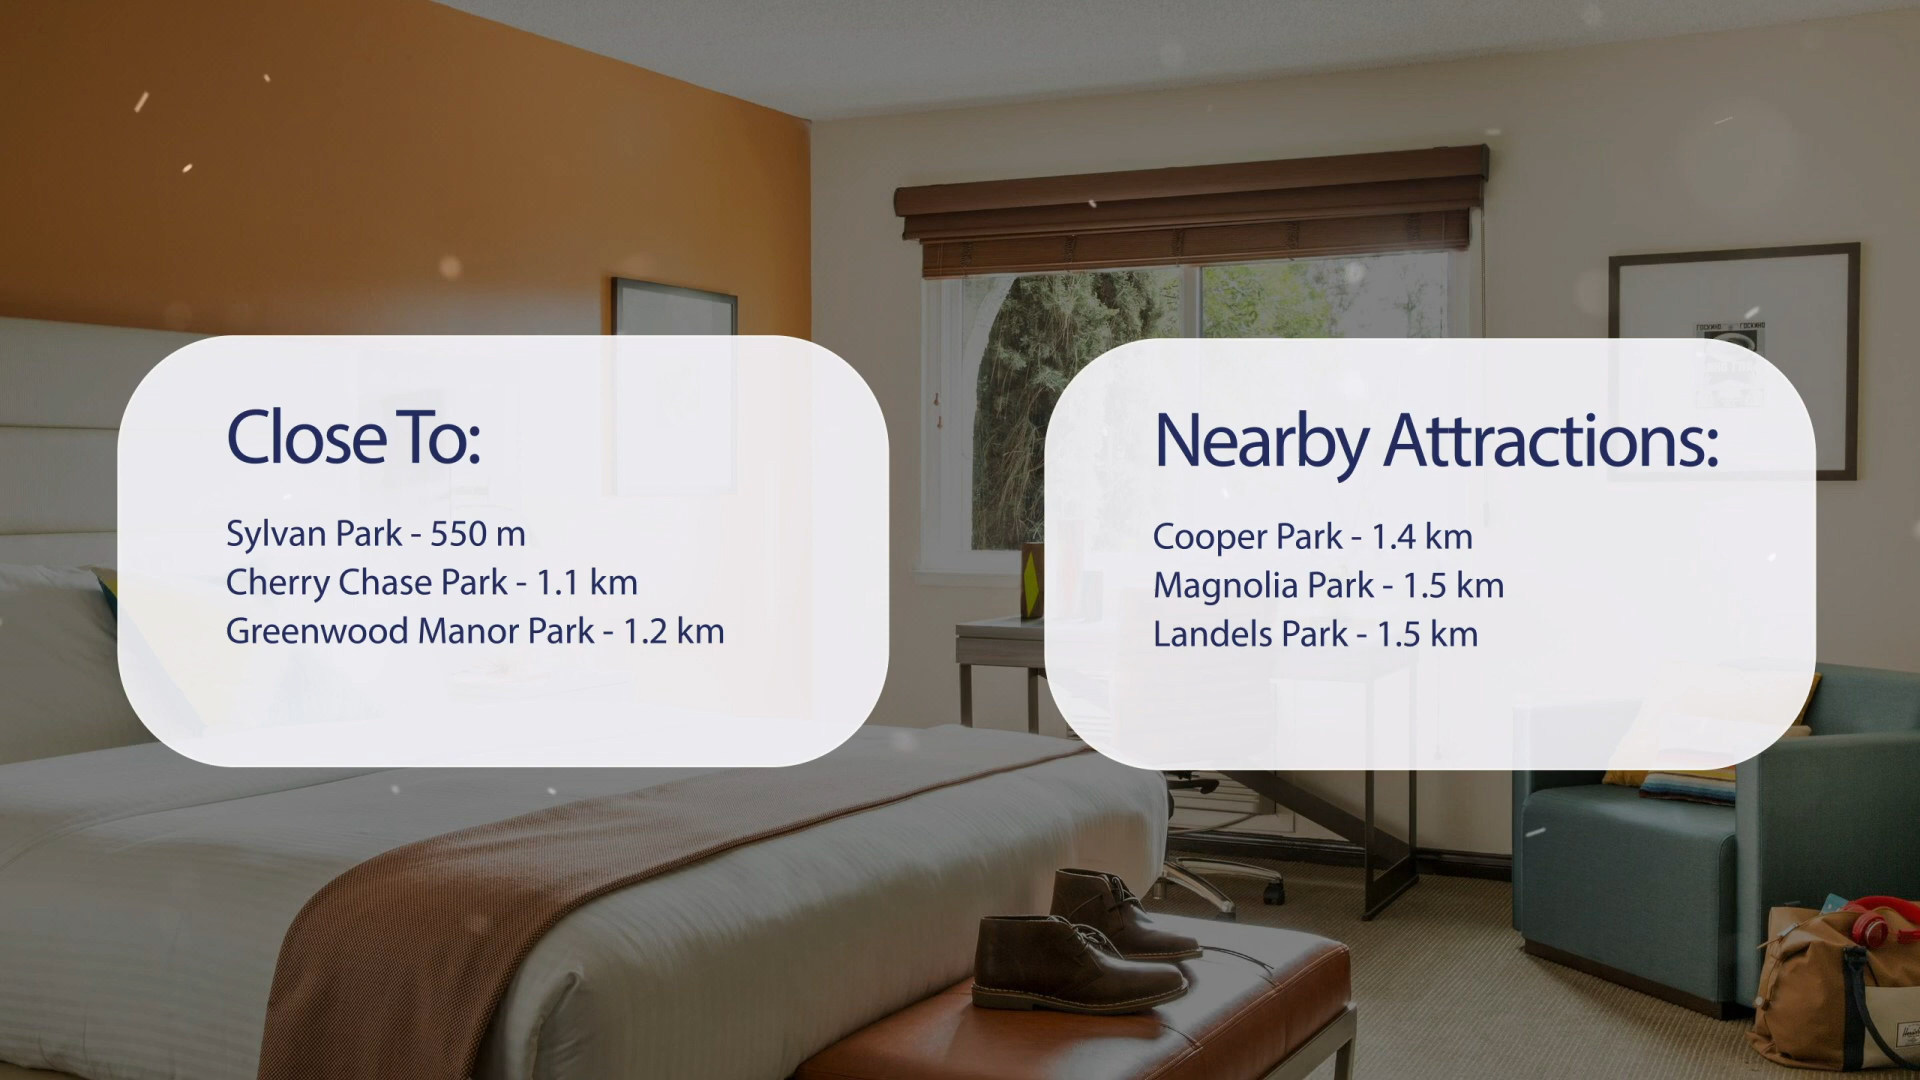 Close To:
Sylvan Park - 550 m
Cherry Chase Park - 1.1 km
Greenwood Manor Park - 1.2 km
Nearby Attractions:
Cooper Park - 1.4 km
Magnolia Park - 1.5 km
Landels Park - 1.5 km